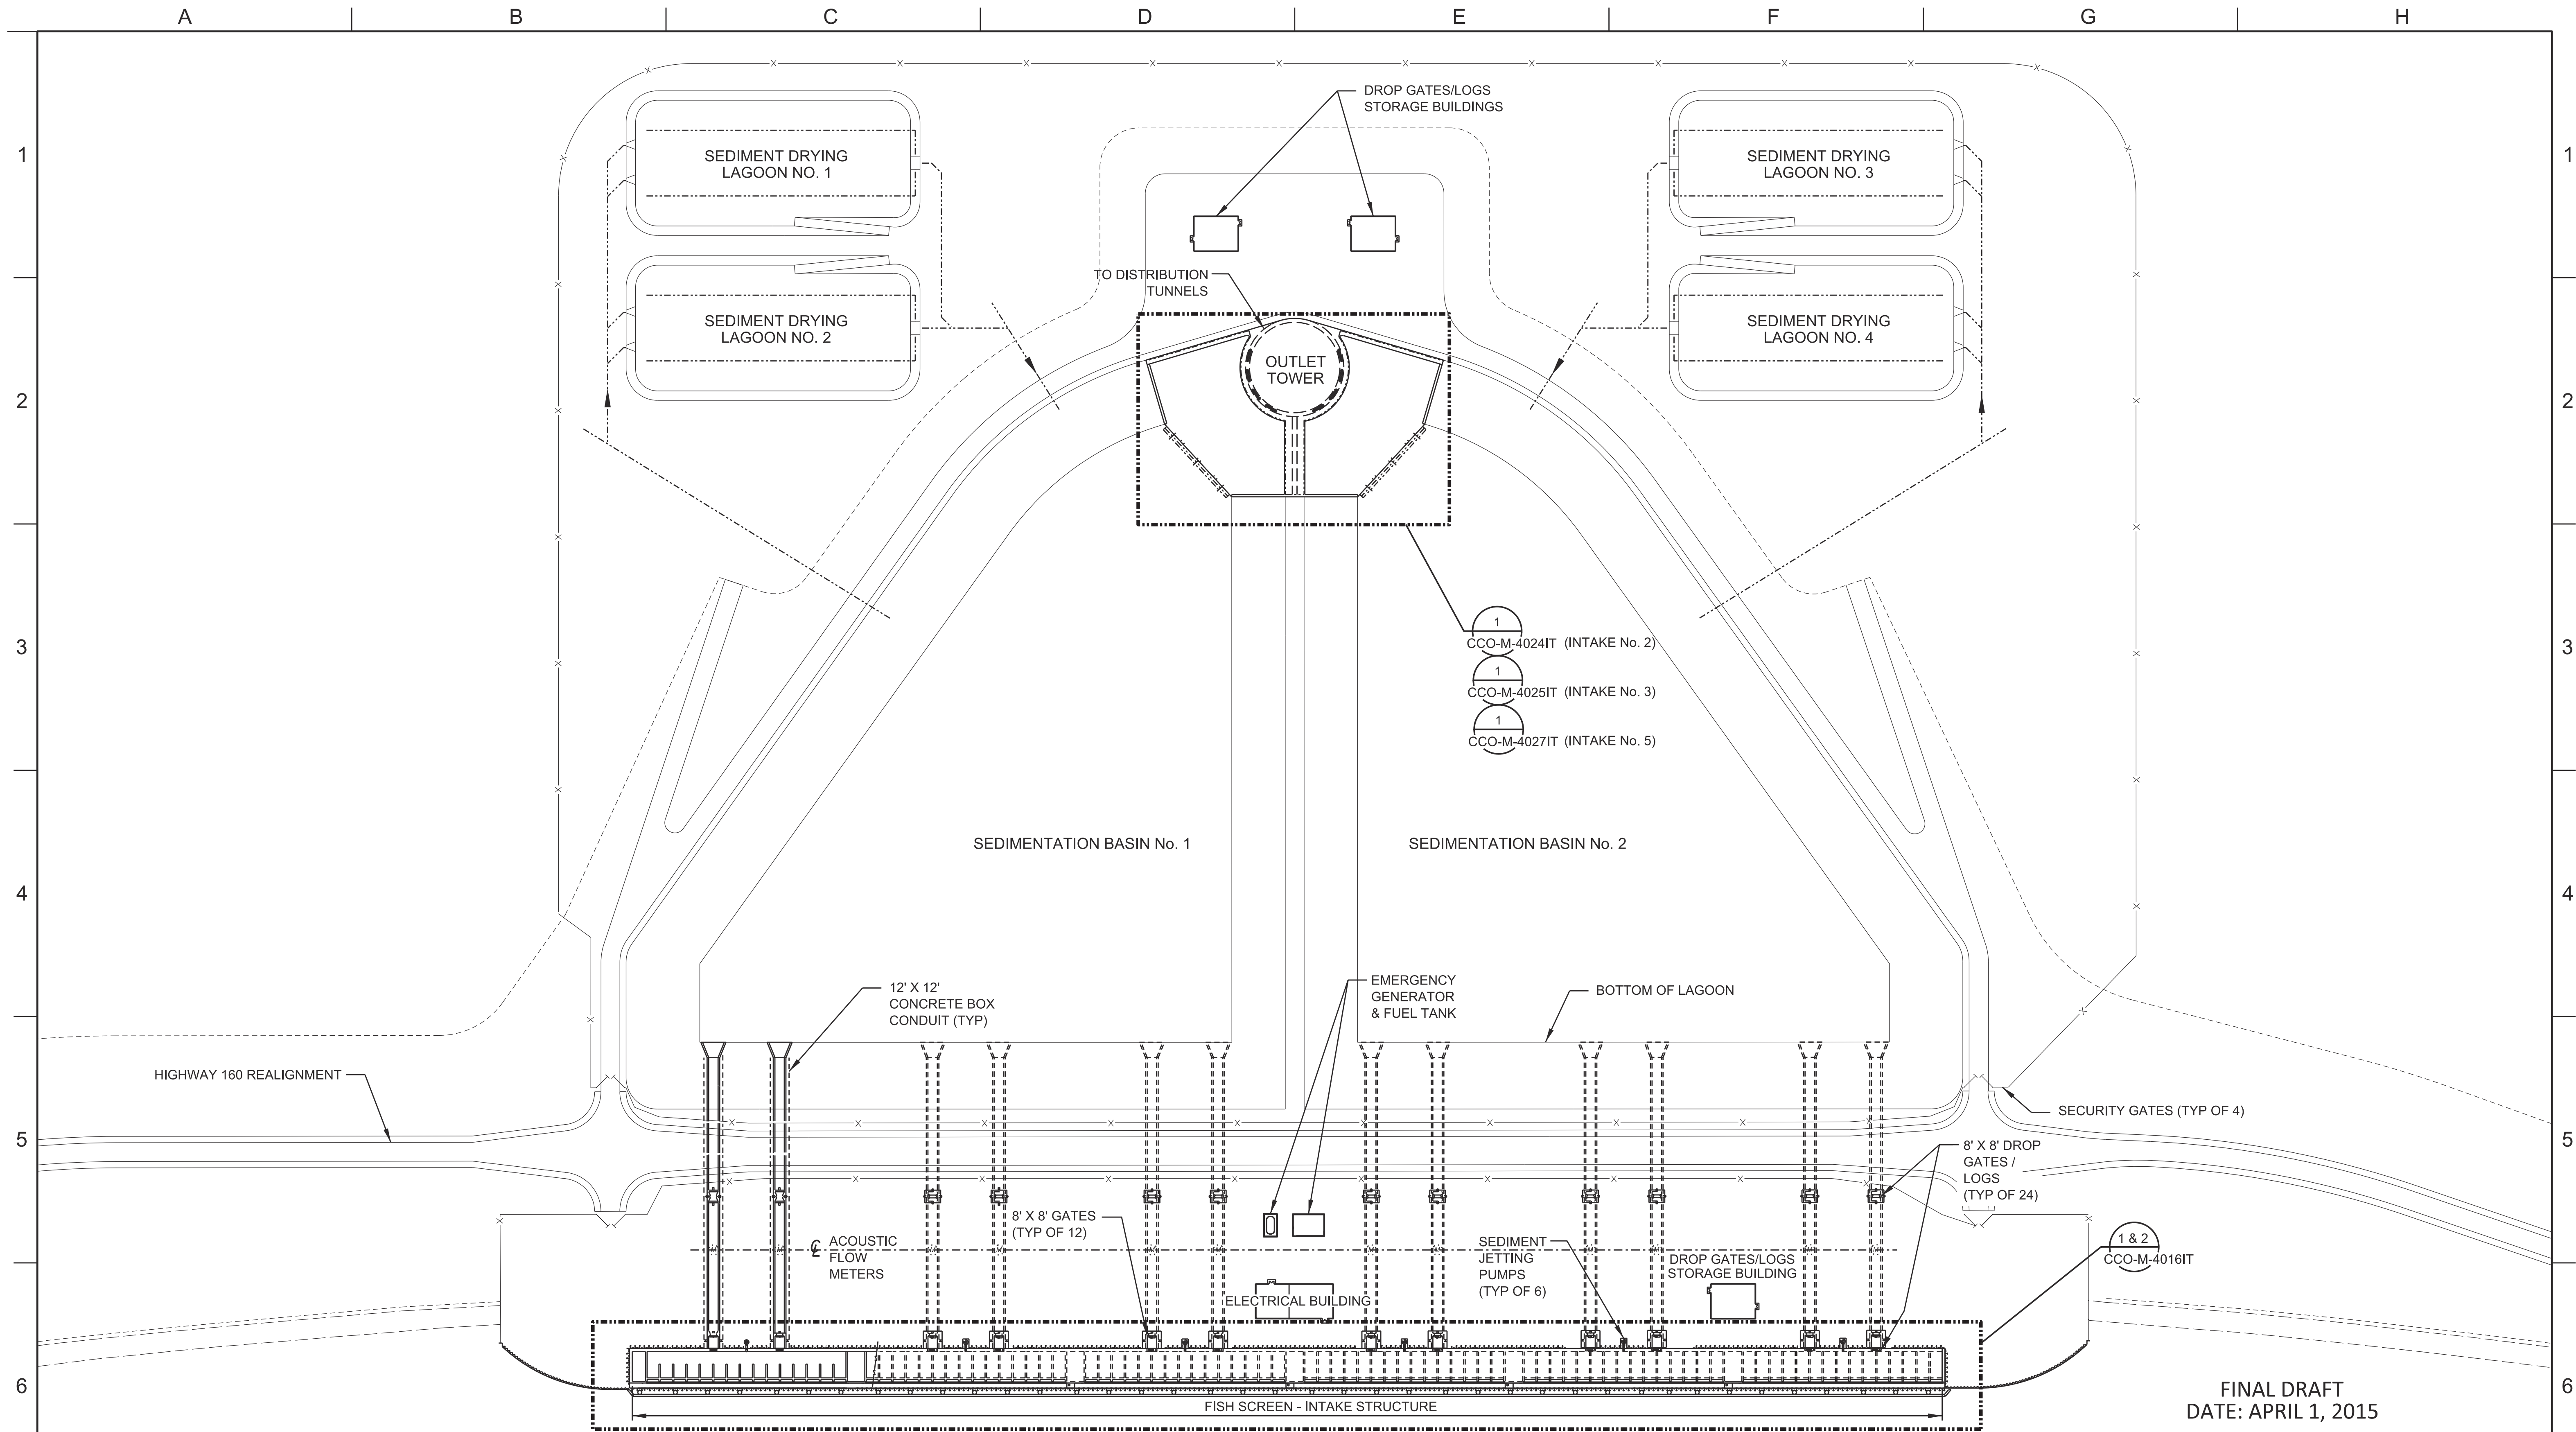 A B C D E F G H
DROP GATES/LOGS
STORAGE BUILDINGS
1
SEDIMENT DRYING
LAGOON NO. 1
SEDIMENT DRYING
LAGOON NO. 3
1
TO DISTRIBUTION
TUNNELS
SEDIMENT DRYING
LAGOON NO. 2
SEDIMENT DRYING
LAGOON NO. 4
OUTLET
TOWER
2
2
1
CCO-M-4024IT (INTAKE No. 2)
3
3
1
CCO-M-4025IT (INTAKE No. 3)
1
CCO-M-4027IT (INTAKE No. 5)
SEDIMENTATION BASIN No. 1
SEDIMENTATION BASIN No. 2
4
4
12' X 12'
CONCRETE BOX
CONDUIT (TYP)
EMERGENCY
GENERATOR
& FUEL TANK
BOTTOM OF LAGOON
HIGHWAY 160 REALIGNMENT
SECURITY GATES (TYP OF 4)
5
5
8' X 8' DROP
GATES /
LOGS
(TYP OF 24)
8' X 8' GATES
(TYP OF 12)
℄ ACOUSTIC
FLOW
METERS
SEDIMENT
JETTING
PUMPS
(TYP OF 6)
DROP GATES/LOGS
STORAGE BUILDING
1 & 2
CCO-M-4016IT
ELECTRICAL BUILDING
6
6
FISH SCREEN - INTAKE STRUCTURE
FINAL DRAFT
DATE: APRIL 1, 2015